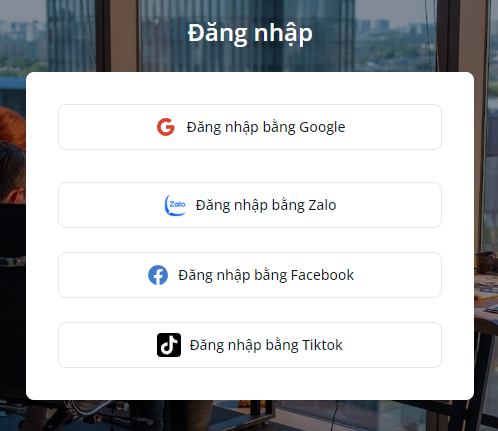 Đăng nhập
Đăng nhập bằng Google
Zalo Đăng nhập bằng Zalo
Đăng nhập bằng Facebook
Đăng nhập bằng Tiktok